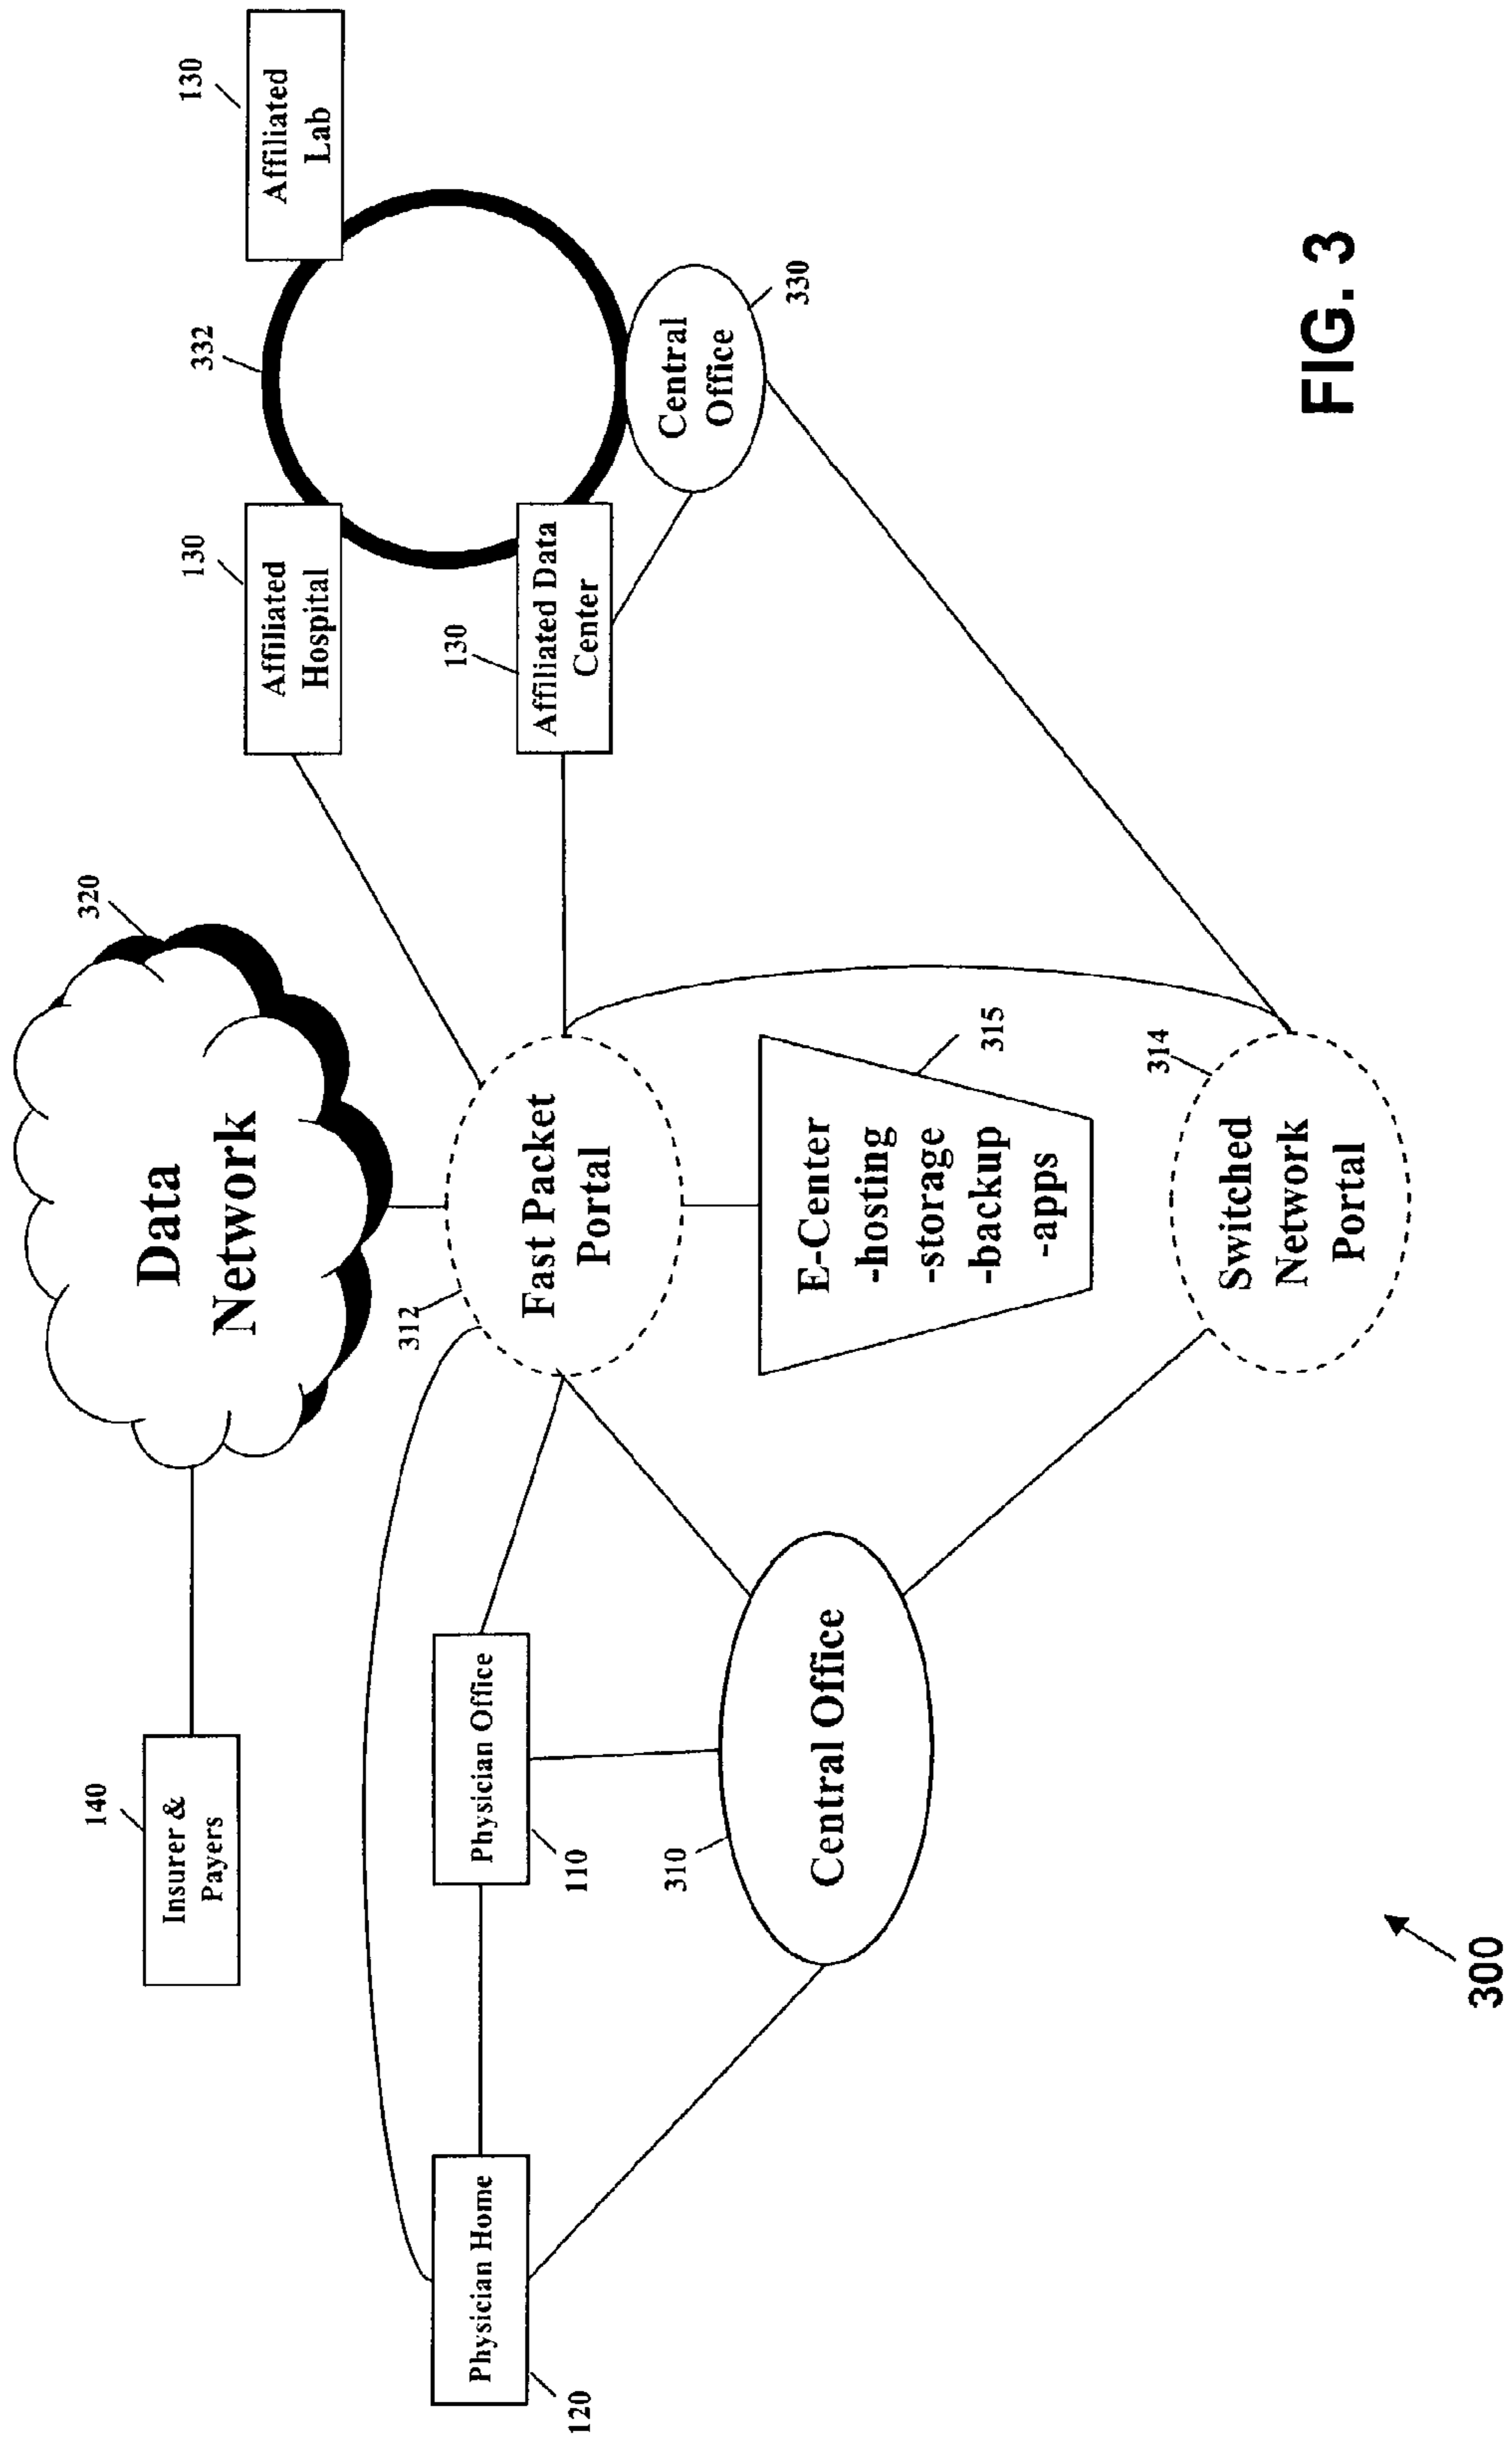 140
Insurer &
Payers
320
Data
Network
130
Affiliated
Hospital
332
130
Affiliated
Lab
120
Physician Home
110
Physician Office
312
Fast Packet
Portal
130
Affiliated Data
Center
330
Central
Office
310
Central Office
315
E-Center
-hosting
-storage
-backup
-apps
314
Switched
Network
Portal
300
FIG. 3